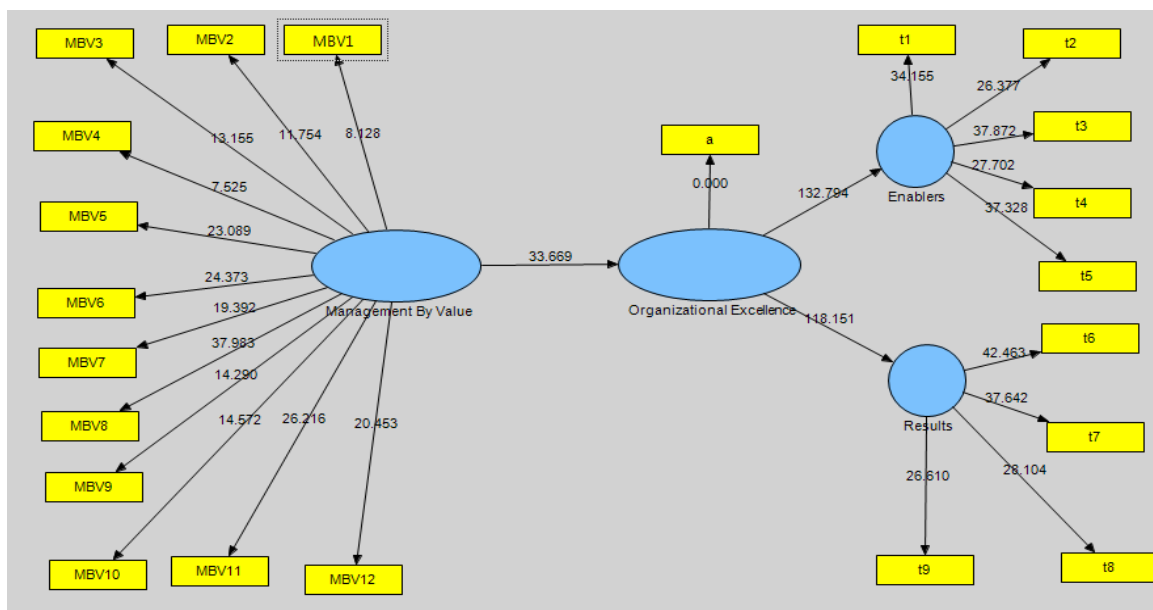 MBV3
MBV2
MBV1
t1
t2
34.155
26.377
13.155
11.754
8.128
MBV4
a
37.872
t3
7.525
0.000
27.702
132.794
Enablers
t4
MBV5
37.328
23.089
33.669
t5
24.373
MBV6
19.392
Management By Value
Organizational Excellence
118.151
37.983
t6
42.463
MBV7
14.290
37.642
MBV8
14.572
26.216
20.453
Results
t7
26.610
28.104
MBV9
MBV10
MBV11
MBV12
t9
t8